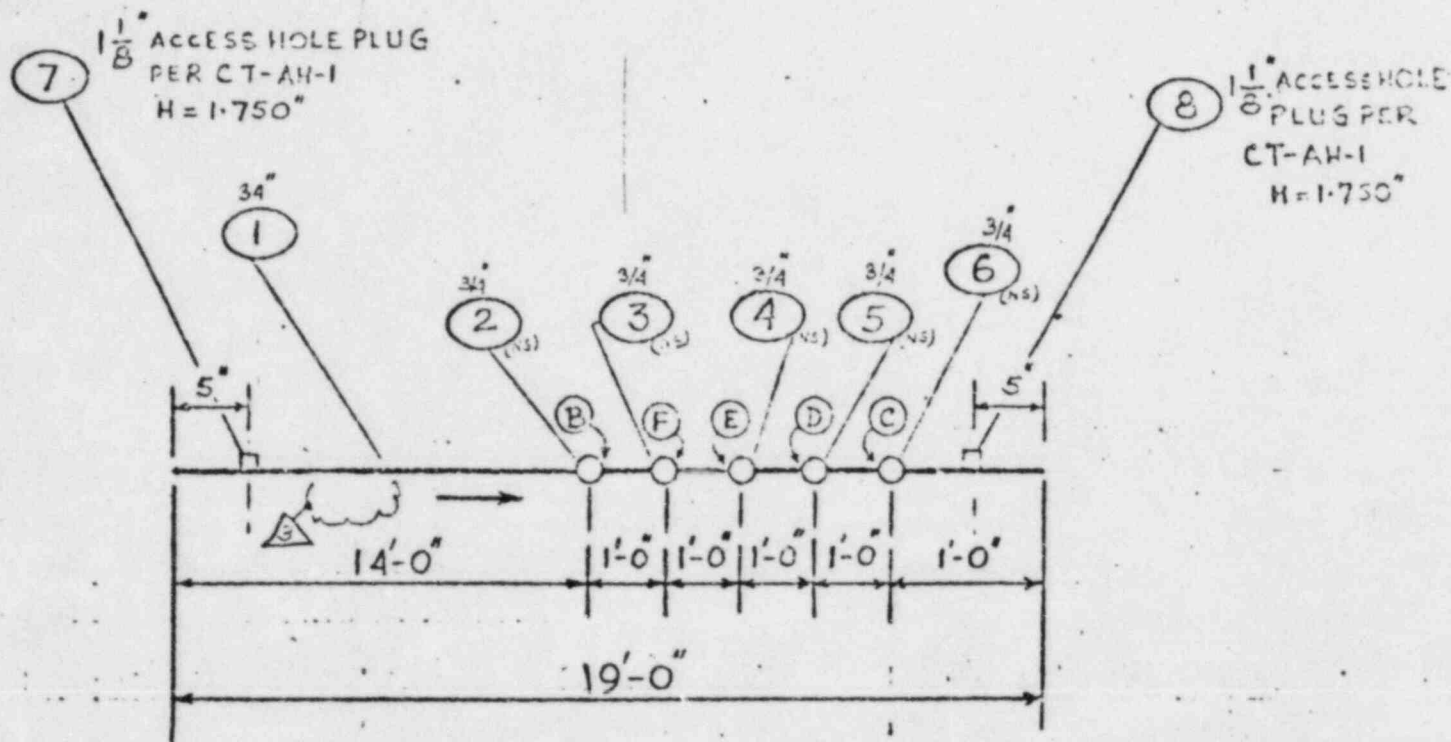 1 1/8" ACCESS HOLE PLUG
PER CT-AH-1
H = 1.750"
7
1 1/8" ACCESS HOLE
PLUG PER
CT-AH-1
H = 1.750"
8
34"
1
3/4"
2
(NS)
3/4"
3
(NS)
3/4"
4
(NS)
3/4"
5
(NS)
3/4"
6
(NS)
5"
5"
B
F
E
D
C
3
14'-0"
1'-0"
1'-0"
1'-0"
1'-0"
1'-0"
19'-0"